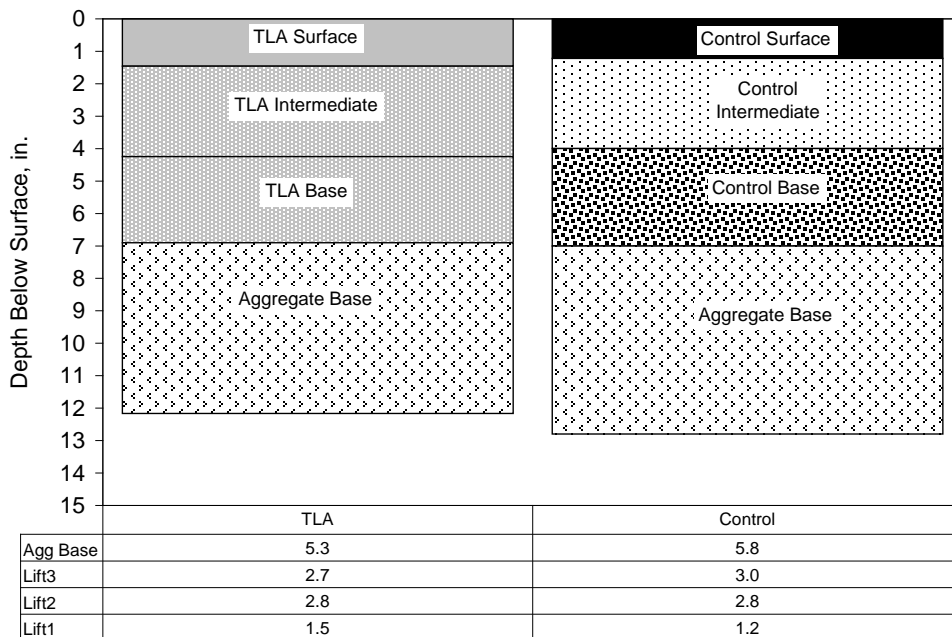 0
1
2
3
4
5
6
7
8
9
10
11
12
13
14
15
Depth Below Surface, in.
TLA Surface
TLA Intermediate
TLA Base
Aggregate Base
Control Surface
Control
Intermediate
Control Base
Aggregate Base
TLA Control
Agg Base 5.3 5.8
Lift3 2.7 3.0
Lift2 2.8 2.8
Lift1 1.5 1.2